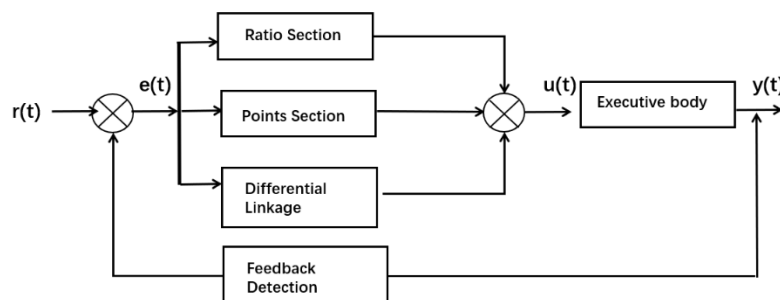 Ratio Section
r(t)
e(t)
Points Section
u(t)
Executive body
y(t)
Differential
Linkage
Feedback
Detection